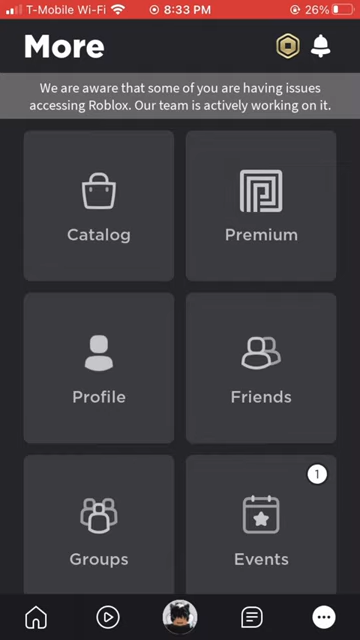 T-Mobile Wi-Fi 8:33 PM 26%
More
We are aware that some of you are having issues
accessing Roblox. Our team is actively working on it.
Catalog Premium
Profile Friends
1
Groups Events